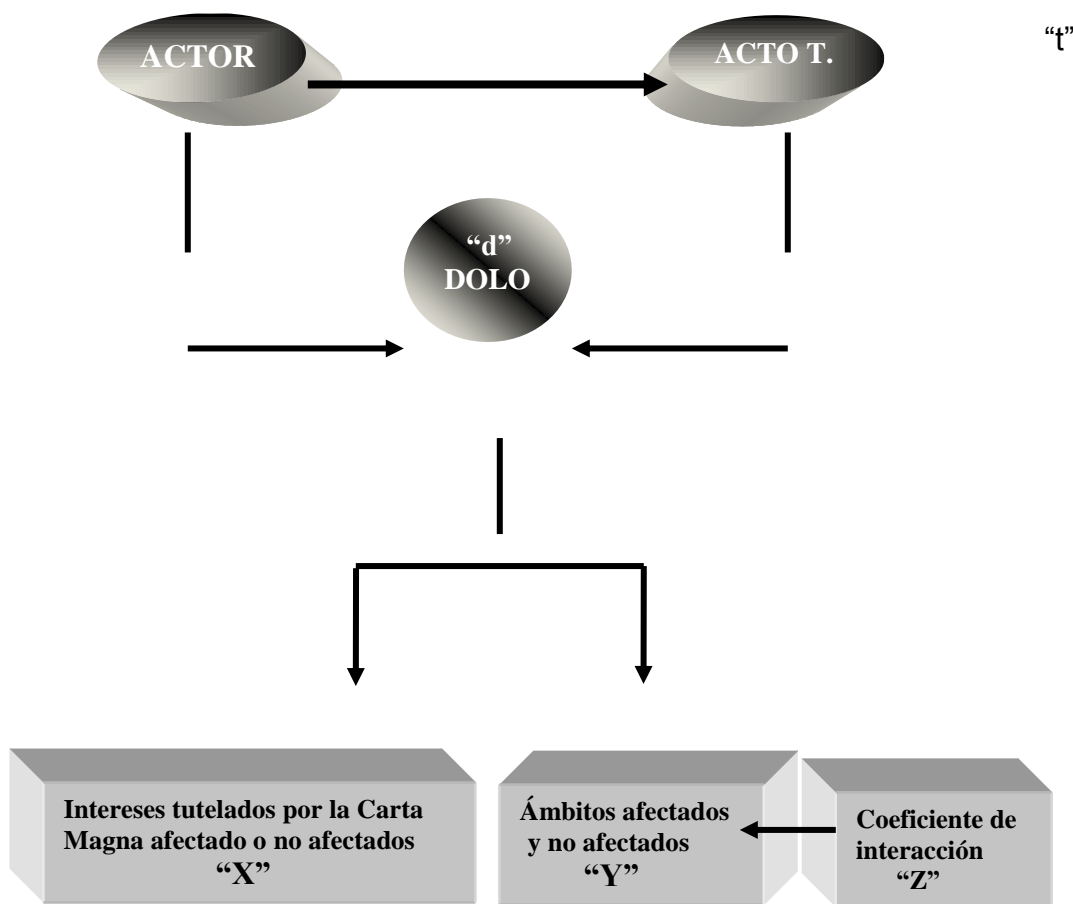 ACTOR
ACTO T.
“t”
“d”
DOLO
Intereses tutelados por la Carta
Magna afectado o no afectados
“X”
Ámbitos afectados
y no afectados
“Y”
Coeficiente de
interacción
“Z”